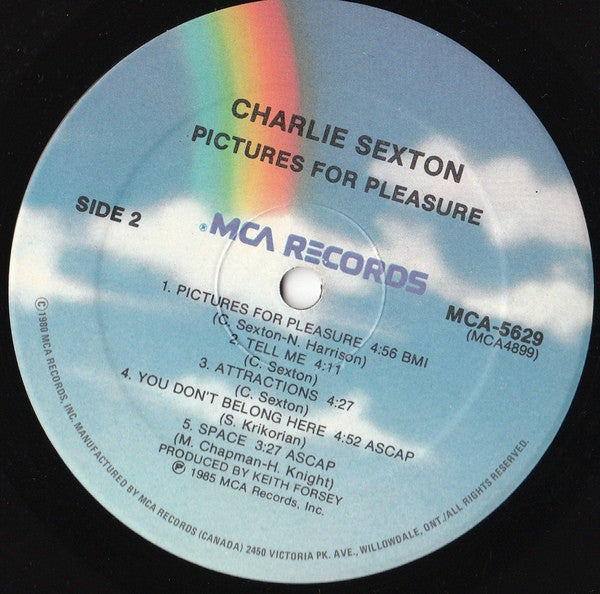 CHARLIE SEXTON
PICTURES FOR PLEASURE
SIDE 2
® MCA RECORDS
MCA-5629
(MCA4899)
1. PICTURES FOR PLEASURE 4:56 BMI
(C. Sexton-N. Harrison)
2. TELL ME 4:11
(C. Sexton)
3. ATTRACTIONS 4:27
(C. Sexton)
4. YOU DON'T BELONG HERE 4:52 ASCAP
(S. Krikorian)
5. SPACE 3:27 ASCAP
(M. Chapman-H. Knight)
PRODUCED BY KEITH FORSEY
℗ 1985 MCA Records, Inc.
© 1980 MCA RECORDS, INC. MANUFACTURED BY MCA RECORDS (CANADA) 2450 VICTORIA PK. AVE., WILLOWDALE, ONT./ALL RIGHTS RESERVED.